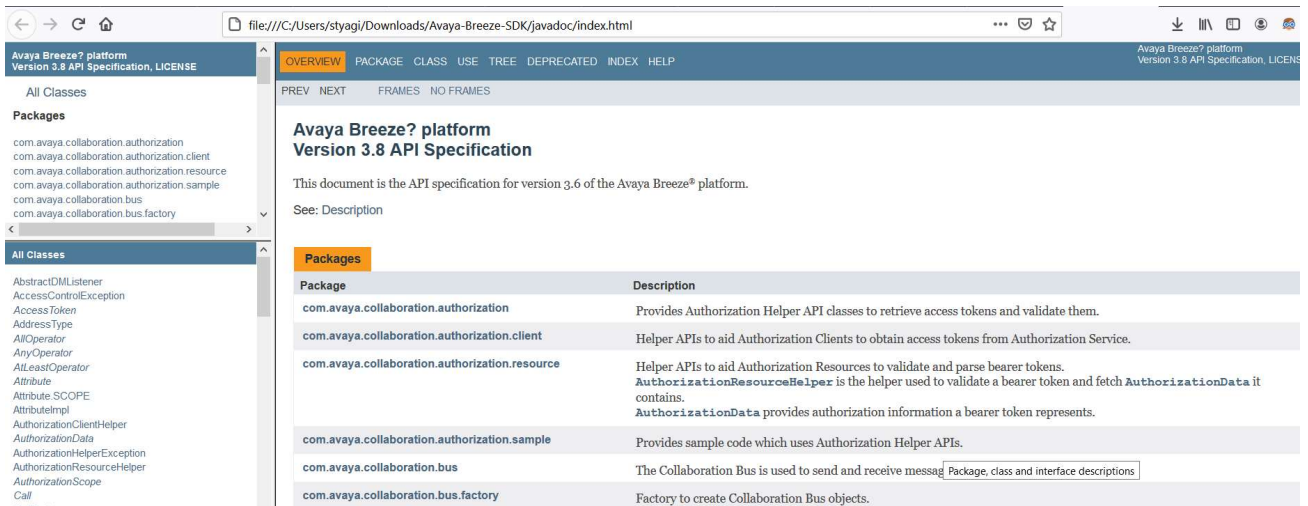 file:///C:/Users/styagi/Downloads/Avaya-Breeze-SDK/javadoc/index.html
Avaya Breeze? platform
Version 3.8 API Specification, LICENSE
All Classes
Packages
com.avaya.collaboration.authorization
com.avaya.collaboration.authorization.client
com.avaya.collaboration.authorization.resource
com.avaya.collaboration.authorization.sample
com.avaya.collaboration.bus
com.avaya.collaboration.bus.factory
All Classes
AbstractDMListener
AccessControlException
AccessToken
AddressType
AllOperator
AnyOperator
AtLeastOperator
Attribute
Attribute.SCOPE
AttributeImpl
AuthorizationClientHelper
AuthorizationData
AuthorizationHelperException
AuthorizationResourceHelper
AuthorizationScope
Call
OVERVIEW PACKAGE CLASS USE TREE DEPRECATED INDEX HELP
Avaya Breeze? platform
Version 3.8 API Specification, LICENS
PREV NEXT FRAMES NO FRAMES
Avaya Breeze? platform
Version 3.8 API Specification
This document is the API specification for version 3.6 of the Avaya Breeze® platform.
See: Description
Packages
Package Description
com.avaya.collaboration.authorization Provides Authorization Helper API classes to retrieve access tokens and validate them.
com.avaya.collaboration.authorization.client Helper APIs to aid Authorization Clients to obtain access tokens from Authorization Service.
com.avaya.collaboration.authorization.resource Helper APIs to aid Authorization Resources to validate and parse bearer tokens.
AuthorizationResourceHelper is the helper used to validate a bearer token and fetch AuthorizationData it
contains.
AuthorizationData provides authorization information a bearer token represents.
com.avaya.collaboration.authorization.sample Provides sample code which uses Authorization Helper APIs.
com.avaya.collaboration.bus The Collaboration Bus is used to send and receive messag Package, class and interface descriptions
com.avaya.collaboration.bus.factory Factory to create Collaboration Bus objects.